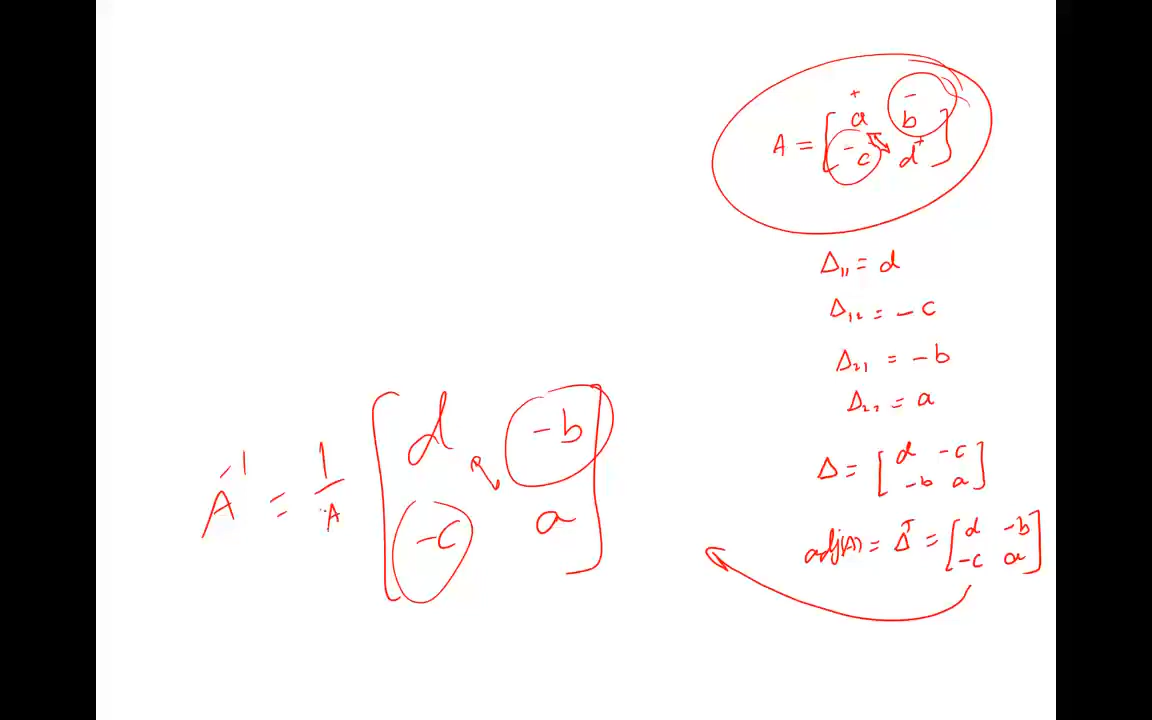 A = [ + a - b
- c + d ]
Δ₁₁ = d
Δ₁₂ = - c
Δ₂₁ = - b
Δ₂₂ = a
Δ = [ d - c
- b a ]
adj(A) = Δᵀ = [ d - b
- c a ]
A⁻¹ = 1/A [ d - b
- c a ]